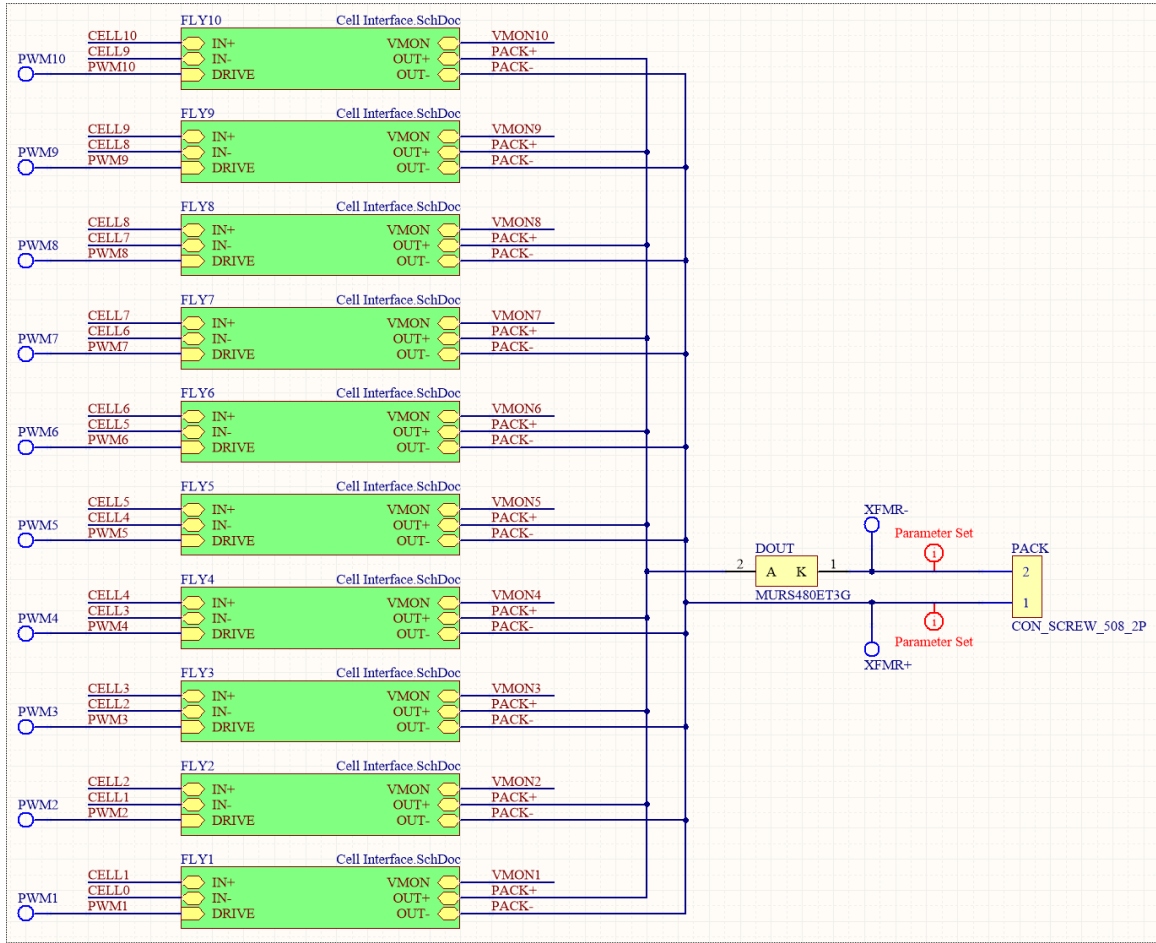 FLY10 Cell Interface.SchDoc
CELL10 IN+ VMON VMON10
PWM10 CELL9 IN- OUT+ PACK+
PWM10 DRIVE OUT- PACK-
FLY9 Cell Interface.SchDoc
CELL9 IN+ VMON VMON9
PWM9 CELL8 IN- OUT+ PACK+
PWM9 DRIVE OUT- PACK-
FLY8 Cell Interface.SchDoc
CELL8 IN+ VMON VMON8
PWM8 CELL7 IN- OUT+ PACK+
PWM8 DRIVE OUT- PACK-
FLY7 Cell Interface.SchDoc
CELL7 IN+ VMON VMON7
PWM7 CELL6 IN- OUT+ PACK+
PWM7 DRIVE OUT- PACK-
FLY6 Cell Interface.SchDoc
CELL6 IN+ VMON VMON6
PWM6 CELL5 IN- OUT+ PACK+
PWM6 DRIVE OUT- PACK-
FLY5 Cell Interface.SchDoc
CELL5 IN+ VMON VMON5
PWM5 CELL4 IN- OUT+ PACK+
PWM5 DRIVE OUT- PACK-
FLY4 Cell Interface.SchDoc
CELL4 IN+ VMON VMON4
PWM4 CELL3 IN- OUT+ PACK+
PWM4 DRIVE OUT- PACK-
FLY3 Cell Interface.SchDoc
CELL3 IN+ VMON VMON3
PWM3 CELL2 IN- OUT+ PACK+
PWM3 DRIVE OUT- PACK-
FLY2 Cell Interface.SchDoc
CELL2 IN+ VMON VMON2
PWM2 CELL1 IN- OUT+ PACK+
PWM2 DRIVE OUT- PACK-
FLY1 Cell Interface.SchDoc
CELL1 IN+ VMON VMON1
PWM1 CELL0 IN- OUT+ PACK+
PWM1 DRIVE OUT- PACK-
XFMR-
Parameter Set
i
DOUT
2 A K 1
MURS480ET3G
PACK
2
1
CON_SCREW_508_2P
i
Parameter Set
XFMR+